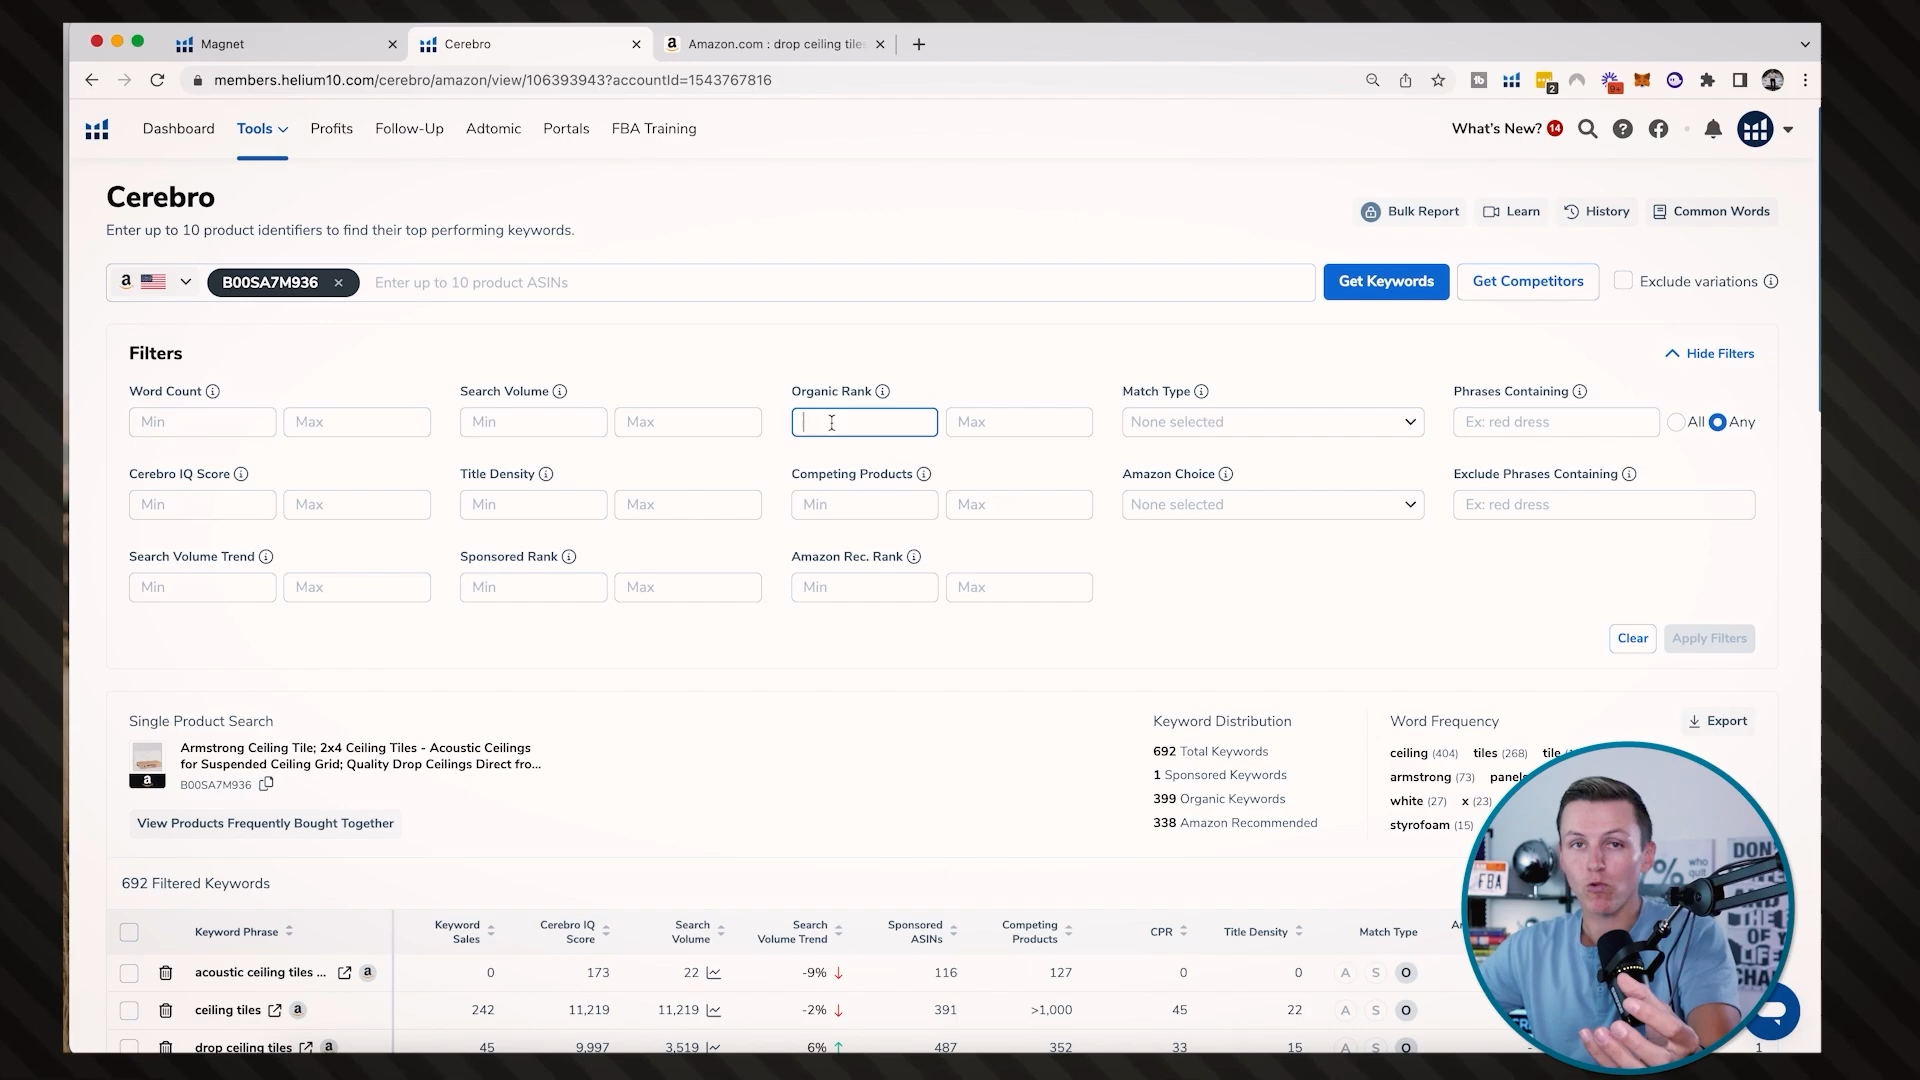 Magnet
Cerebro
Amazon.com : drop ceiling tile
members.helium10.com/cerebro/amazon/view/106393943?accountId=1543767816
2
9+
Dashboard
Tools
Profits
Follow-Up
Adtomic
Portals
FBA Training
What's New? 14
Cerebro
Enter up to 10 product identifiers to find their top performing keywords.
Bulk Report
Learn
History
Common Words
B00SA7M936
Enter up to 10 product ASINs
Get Keywords
Get Competitors
Exclude variations
Filters
Hide Filters
Word Count
Search Volume
Organic Rank
Match Type
Phrases Containing
Min Max
Min Max
Max
None selected
Ex: red dress
All Any
Cerebro IQ Score
Title Density
Competing Products
Amazon Choice
Exclude Phrases Containing
Min Max
Min Max
Min Max
None selected
Ex: red dress
Search Volume Trend
Sponsored Rank
Amazon Rec. Rank
Min Max
Min Max
Min Max
Clear
Apply Filters
Single Product Search
Armstrong Ceiling Tile; 2x4 Ceiling Tiles - Acoustic Ceilings
for Suspended Ceiling Grid; Quality Drop Ceilings Direct fro...
B00SA7M936
View Products Frequently Bought Together
Keyword Distribution
692 Total Keywords
1 Sponsored Keywords
399 Organic Keywords
338 Amazon Recommended
Word Frequency
Export
ceiling (404) tiles (268) tile
armstrong (73) panels
white (27) x (23)
styrofoam (15)
692 Filtered Keywords
Keyword Phrase
Keyword
Sales
Cerebro IQ
Score
Search
Volume
Search
Volume Trend
Sponsored
ASINs
Competing
Products
CPR
Title Density
Match Type
acoustic ceiling tiles ... 0 173 22 -9% 116 127 0 0 A S O
ceiling tiles 242 11,219 11,219 -2% 391 >1,000 45 22 A S O
drop ceiling tiles 45 9,997 3,519 6% 487 352 33 15 A S O - 1
FBA
%
who
quit
DON'